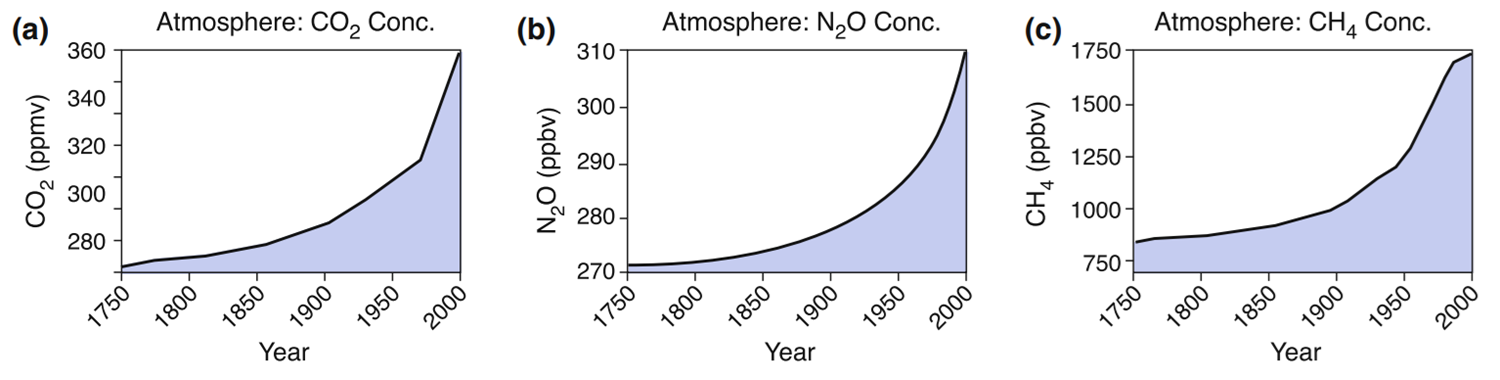 (a) Atmosphere: CO₂ Conc.
360
340
320
300
280
CO₂ (ppmv)
1750 1800 1850 1900 1950 2000
Year
(b) Atmosphere: N₂O Conc.
310
300
290
280
270
N₂O (ppbv)
1750 1800 1850 1900 1950 2000
Year
(c) Atmosphere: CH₄ Conc.
1750
1500
1250
1000
750
CH₄ (ppbv)
1750 1800 1850 1900 1950 2000
Year